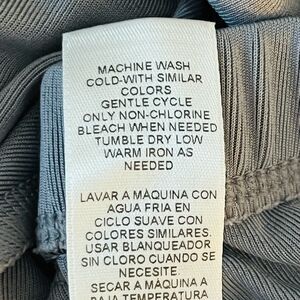 MACHINE WASH
COLD-WITH SIMILAR
COLORS
GENTLE CYCLE
ONLY NON-CHLORINE
BLEACH WHEN NEEDED
TUMBLE DRY LOW
WARM IRON AS
NEEDED
LAVAR A MÁQUINA CON
AGUA FRIA EN
CICLO SUAVE CON
COLORES SIMILARES.
USAR BLANQUEADOR
SIN CLORO CUANDO SE
NECESITE.
SECAR A MÁQUINA A
BAJA TEMPERATURA